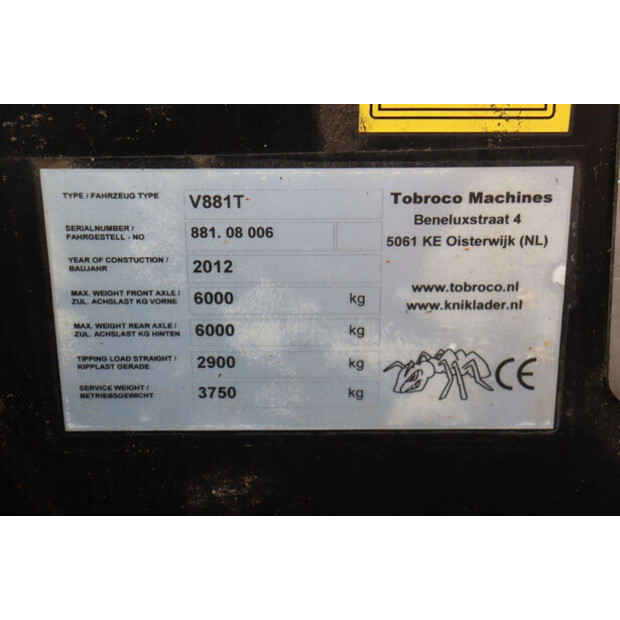 TYPE / FAHRZEUG TYPE V881T
SERIALNUMBER /
FAHRGESTELL - NO 881. 08 006
YEAR OF CONSTUCTION /
BAUJAHR 2012
MAX. WEIGHT FRONT AXLE /
ZUL. ACHSLAST KG VORNE 6000 kg
MAX. WEIGHT REAR AXLE /
ZUL. ACHSLAST KG HINTEN 6000 kg
TIPPING LOAD STRAIGHT /
KIPPLAST GERADE 2900 kg
SERVICE WEIGHT /
BETRIEBSGEWICHT 3750 kg
Tobroco Machines
Beneluxstraat 4
5061 KE Oisterwijk (NL)
www.tobroco.nl
www.kniklader.nl
CE